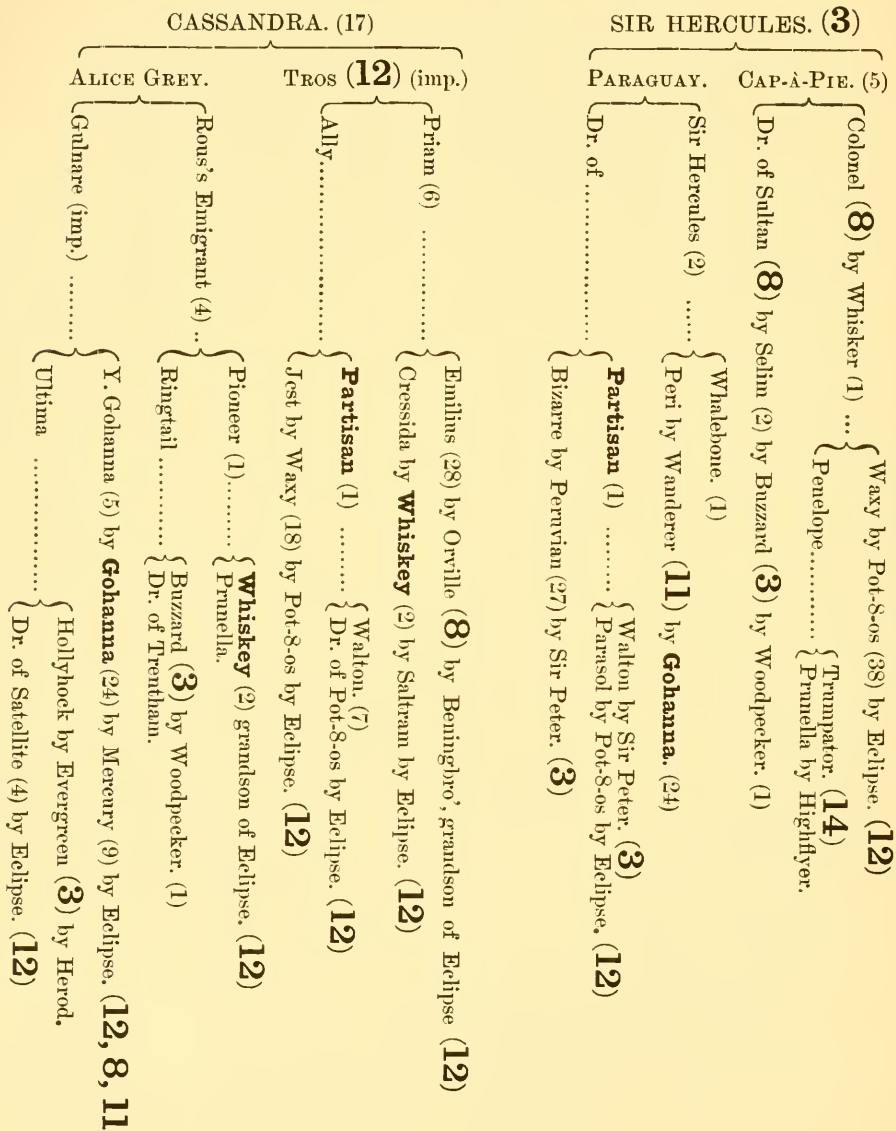 SIR HERCULES. (3)
CAP-À-PIE. (5)
Colonel (8) by Whisker (1) ...
Waxy by Pot-8-os (38) by Eclipse. (12)
Penelope.............
Trumpator. (14)
Prunella by Highflyer.
Dr. of Sultan (8) by Selim (2) by Buzzard (3) by Woodpecker. (1)
PARAGUAY.
Sir Hercules (2) ......
Whalebone. (1)
Peri by Wanderer (11) by Gohanna. (24)
Dr. of ....................
Partisan (1) .........
Walton by Sir Peter. (3)
Parasol by Pot-8-os by Eclipse. (12)
Bizarre by Peruvian (27) by Sir Peter. (3)
CASSANDRA. (17)
TROS (12) (imp.)
Priam (6) ................
Emilius (28) by Orville (8) by Beningbro', grandson of Eclipse (12)
Cressida by Whiskey (2) by Saltram by Eclipse. (12)
Ally........................
Partisan (1) .........
Walton. (7)
Dr. of Pot-8-os by Eclipse. (12)
Jest by Waxy (18) by Pot-8-os by Eclipse. (12)
ALICE GREY.
Rous's Emigrant (4) ..
Pioneer (1).........
Whiskey (2) grandson of Eclipse. (12)
Prunella.
Ringtail ............
Buzzard (3) by Woodpecker. (1)
Dr. of Trentham.
Gulnare (imp.) .........
Y. Gohanna (5) by Gohanna (24) by Mercury (9) by Eclipse. (12, 8, 11
Ultima ................
Hollyhock by Evergreen (3) by Herod.
Dr. of Satellite (4) by Eclipse. (12)